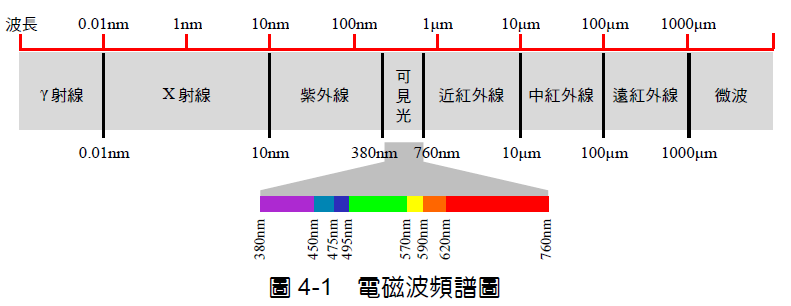 波長 0.01nm 1nm 10nm 100nm 1μm 10μm 100μm 1000μm
γ射線 X射線 紫外線 可見光 近紅外線 中紅外線 遠紅外線 微波
0.01nm 10nm 380nm 760nm 10μm 100μm 1000μm
380nm 450nm 475nm 495nm 570nm 590nm 620nm 760nm
圖 4-1 電磁波頻譜圖